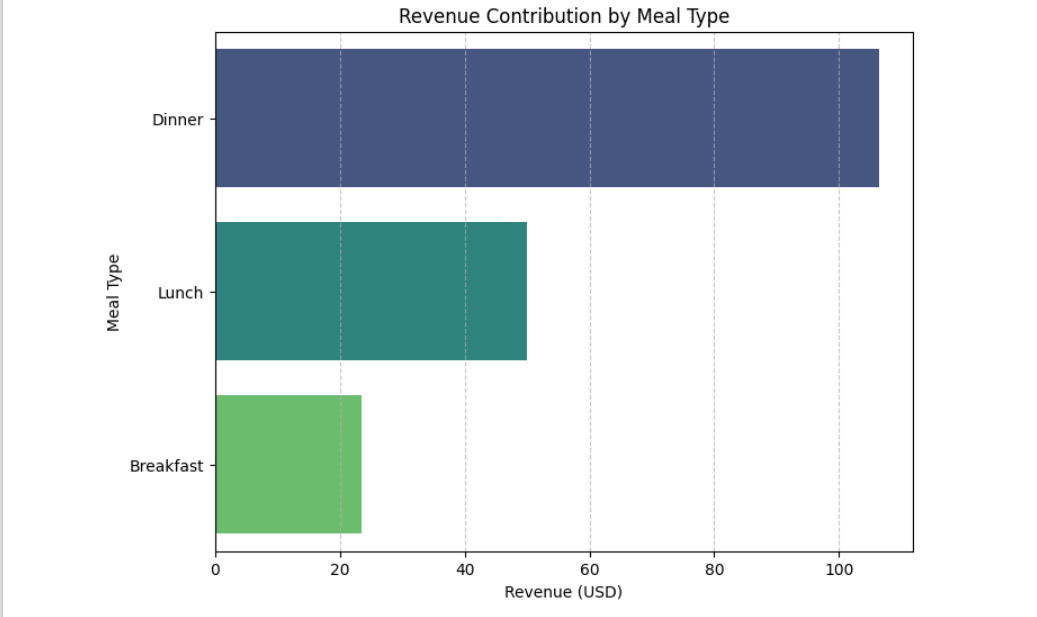 Revenue Contribution by Meal Type
Dinner
Lunch
Breakfast
Meal Type
0 20 40 60 80 100
Revenue (USD)